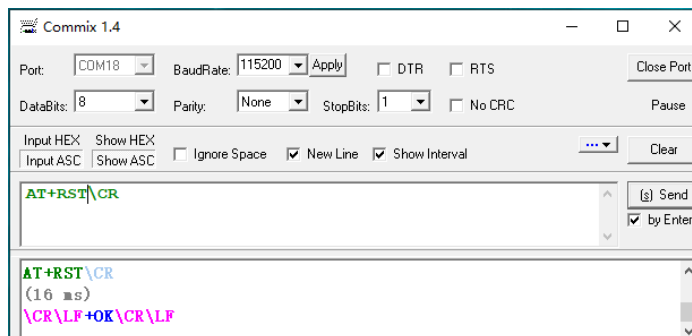 Commix 1.4
Port: COM18 BaudRate: 115200 Apply DTR RTS Close Port
DataBits: 8 Parity: None StopBits: 1 No CRC Pause
Input HEX Show HEX
Input ASC Show ASC Ignore Space New Line Show Interval ... Clear
AT+RST\CR
(s) Send
by Enter
AT+RST\CR
(16 ms)
\CR\LF+OK\CR\LF